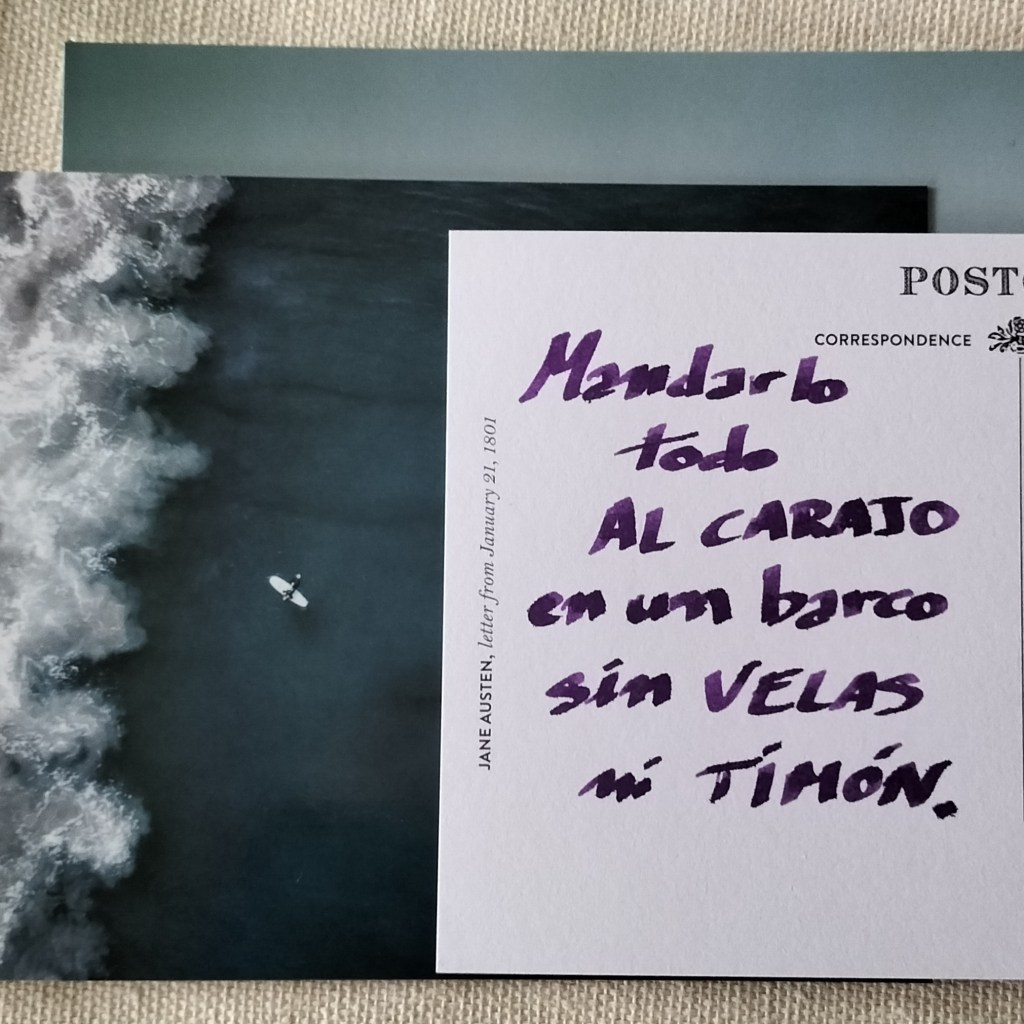 POST
CORRESPONDENCE
Mandarlo
todo
AL CARAJO
en un barco
sin VELAS
ni TIMÓN.
JANE AUSTEN, letter from January 21, 1801